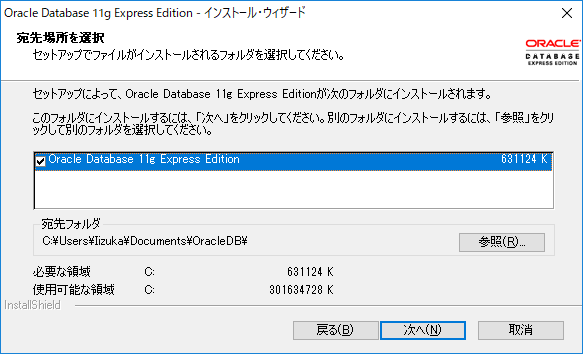 Oracle Database 11g Express Edition - インストール・ウィザード
宛先場所を選択
セットアップでファイルがインストールされるフォルダを選択してください。
ORACLE
DATABASE
EXPRESS EDITION
セットアップによって、Oracle Database 11g Express Editionが次のフォルダにインストールされます。
このフォルダにインストールするには、「次へ」をクリックしてください。別のフォルダにインストールするには、「参照」をクリ
ックして別のフォルダを選択してください。
Oracle Database 11g Express Edition 631124 K
宛先フォルダ
C:¥Users¥Iizuka¥Documents¥OracleDB¥
参照(R)...
必要な領域 C: 631124 K
使用可能な領域 C: 301634728 K
InstallShield
戻る(B) 次へ(N) 取消